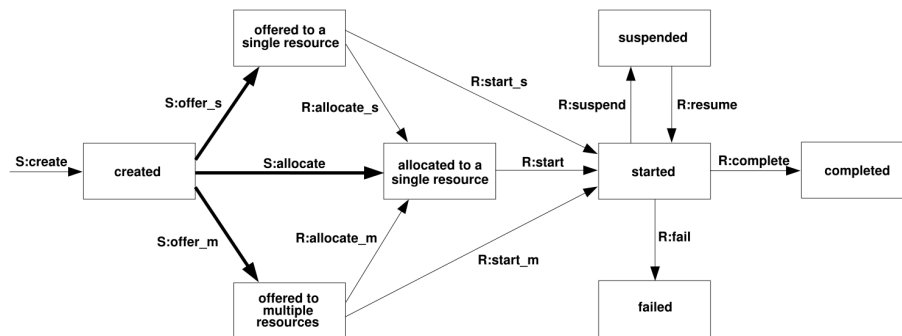 offered to a
single resource
suspended
R:start_s
S:offer_s
R:allocate_s
R:suspend
R:resume
S:create
created
S:allocate
allocated to a
single resource
R:start
started
R:complete
completed
S:offer_m
R:allocate_m
R:start_m
R:fail
offered to
multiple
resources
failed